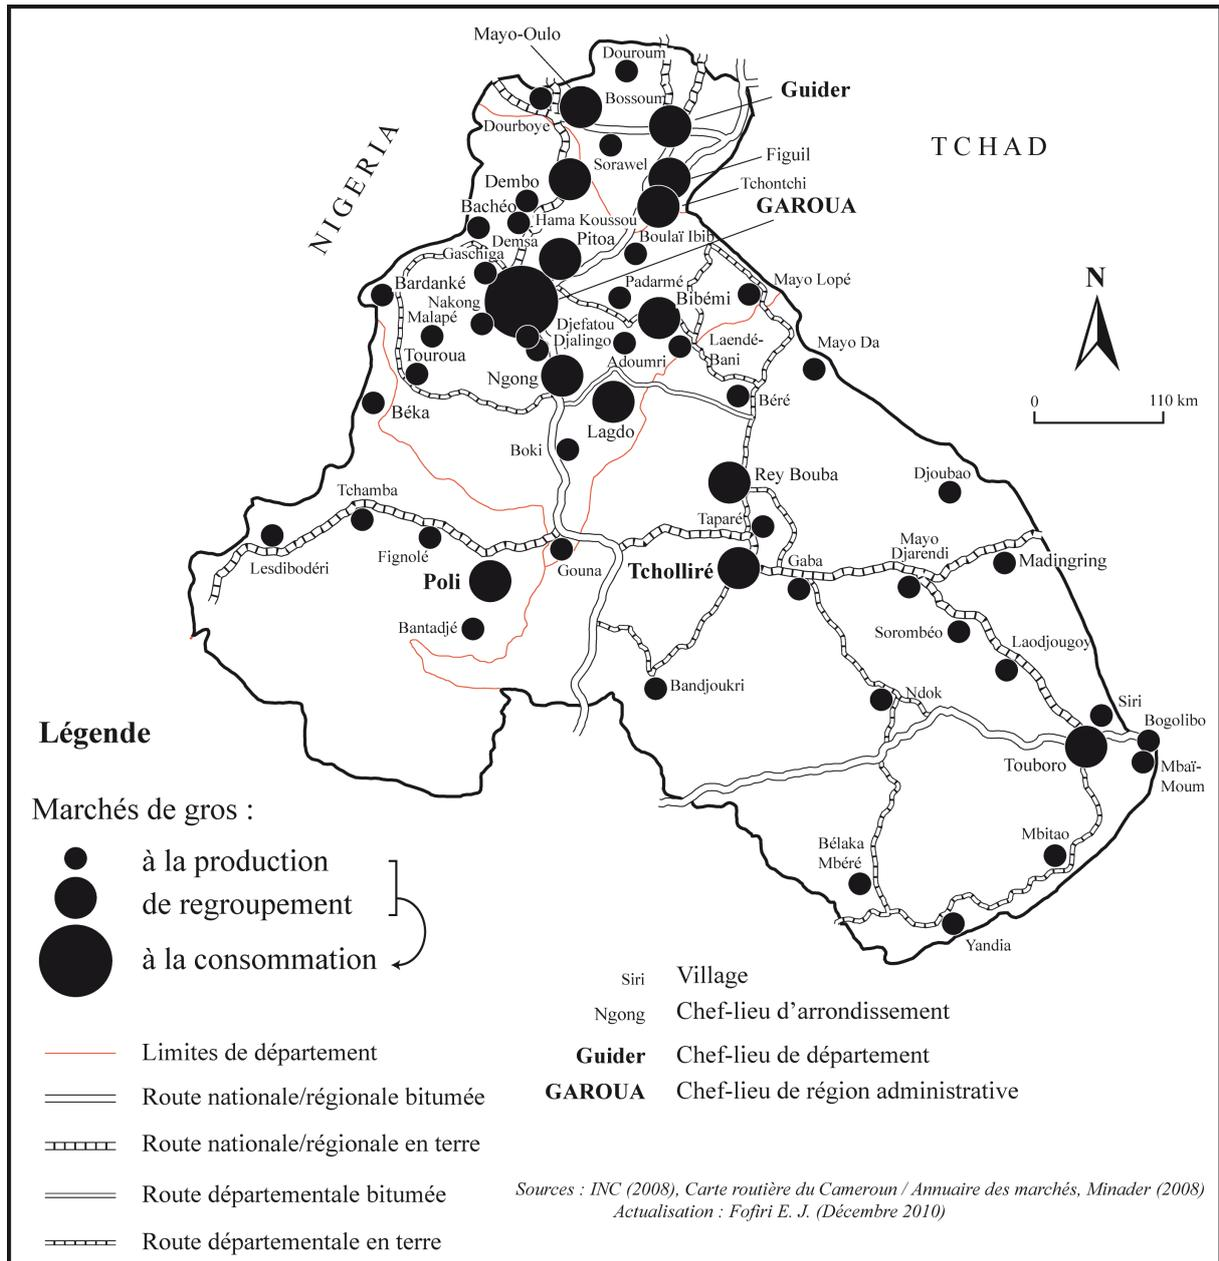 Mayo-Oulo
Douroum
Bossoum
Guider
Dourboye
Sorawel
Figuil
TCHAD
NIGERIA
Dembo
Tchontchi
Bachéo
GAROUA
Hama Koussou
Pitoa
Boulaï Ibib
Demsa
Gaschiga
Bardanké
Padarmé
Mayo Lopé
Nakong
Bibémi
N
Malapé
Djefatou
Djalingo
Laendé-
Bani
Mayo Da
Touroua
Adoumri
Ngong
Béré
0 110 km
Béka
Lagdo
Boki
Rey Bouba
Djoubao
Tchamba
Taparé
Fignolé
Mayo
Djarendi
Lesdibodéri
Gouna
Tcholliré
Gaba
Madingring
Poli
Bantadjé
Sorombéo
Laodjougoy
Bandjoukri
Ndok
Siri
Bogolibo
Touboro
Mbaï-
Moum
Mbitao
Bélaka
Mbéré
Yandia
Légende
Marchés de gros :
à la production
de regroupement
à la consommation
Limites de département
Route nationale/régionale bitumée
Route nationale/régionale en terre
Route départementale bitumée
Route départementale en terre
Siri Village
Ngong Chef-lieu d’arrondissement
Guider Chef-lieu de département
GAROUA Chef-lieu de région administrative
Sources : INC (2008), Carte routière du Cameroun / Annuaire des marchés, Minader (2008)
Actualisation : Fofiri E. J. (Décembre 2010)